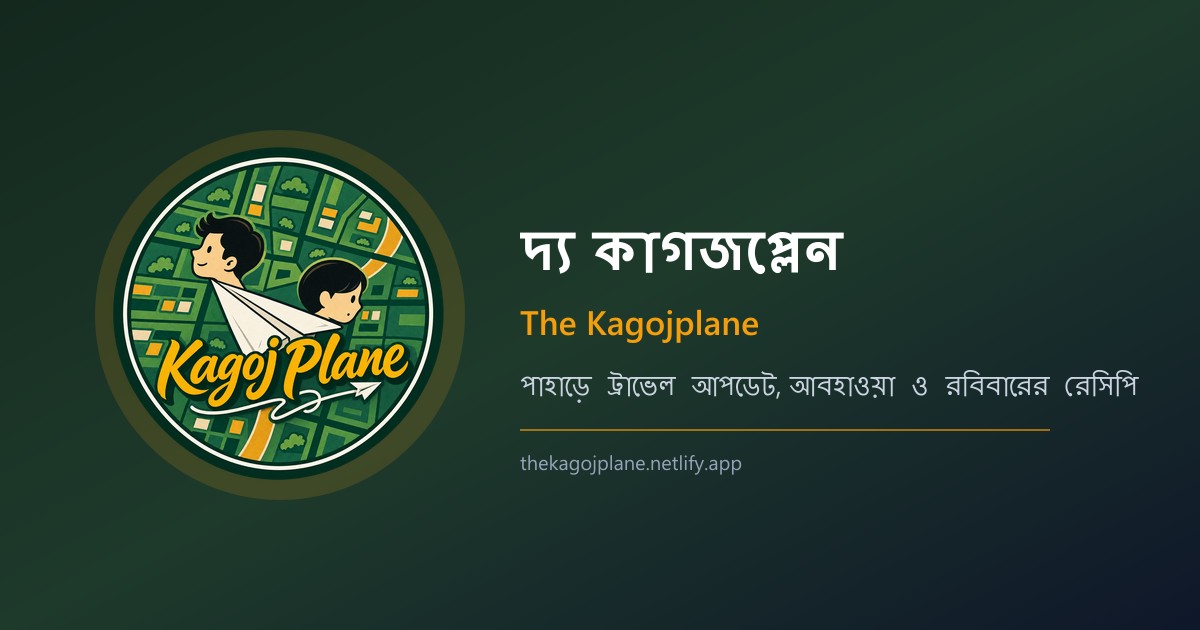 Kagoj Plane
দ্য কাগজপ্লেন
The Kagojplane
পাহাড়ে ট্রাভেল আপডেট, আবহাওয়া ও রবিবারের রেসিপি
thekagojplane.netlify.app